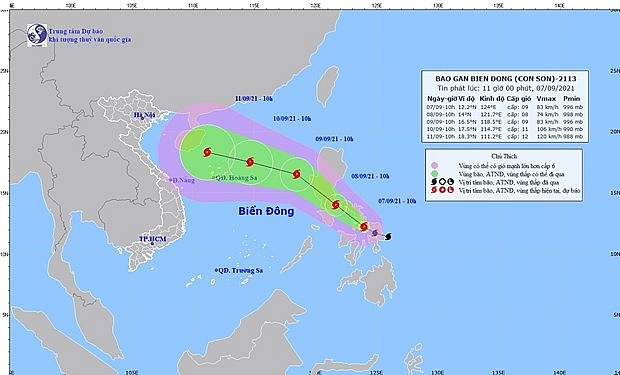 Trung tâm Dự báo
khí tượng thủy văn quốc gia
BAO GAN BIEN DONG (CON SON)-2113
Tin phát lúc: 11 giờ 00 phút, 07/09/2021
Ngày-giờ Vĩ độ Kinh độ Cấp gió Vmax Pmin
07/09-10h 12.2°N 124°E cấp: 09 83 km/h 996 mb
08/09-10h 14°N 121.7°E cấp: 08 74 km/h 998 mb
09/09-10h 16.5°N 118.5°E cấp: 09 83 km/h 996 mb
10/09-10h 17.5°N 114.7°E cấp: 11 106 km/h 990 mb
11/09-10h 18.3°N 111.2°E cấp: 12 120 km/h 988 mb
Chú Thích
Vùng có thể có gió mạnh lớn hơn cấp 6
Vùng bão, ATNĐ, vùng thấp có thể đi qua
Vị trí tâm bão, ATNĐ, vùng thấp đã qua
Vị trí tâm bão, ATNĐ, vùng thấp hiện tại, dự báo
11/09/21 - 10h
10/09/21 - 10h
09/09/21 - 10h
08/09/21 - 10h
07/09/21 - 10h
Hà Nội
Đ.Nẵng
QĐ. Hoàng Sa
Biển Đông
TP.HCM
QĐ. Trường Sa
25N
20N
15N
10N
5N
105E
110E
115E
120E
125E
130E
135E
140E